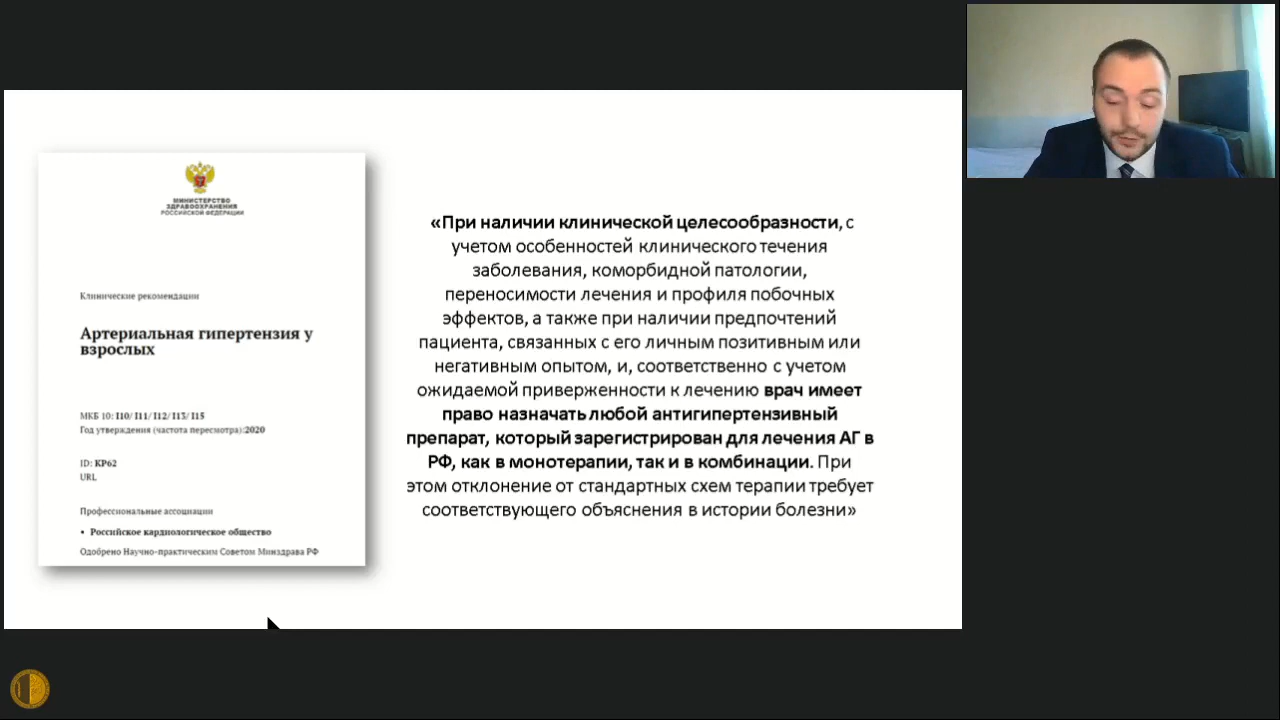 МИНИСТЕРСТВО
ЗДРАВООХРАНЕНИЯ
РОССИЙСКОЙ ФЕДЕРАЦИИ
Клинические рекомендации
Артериальная гипертензия у
взрослых
МКБ 10: I10/ I11/ I12/ I13/ I15
Год утверждения (частота пересмотра):2020
ID: КР62
URL
Профессиональные ассоциации
• Российское кардиологическое общество
Одобрено Научно-практическим Советом Минздрава РФ
«При наличии клинической целесообразности, с
учетом особенностей клинического течения
заболевания, коморбидной патологии,
переносимости лечения и профиля побочных
эффектов, а также при наличии предпочтений
пациента, связанных с его личным позитивным или
негативным опытом, и, соответственно с учетом
ожидаемой приверженности к лечению врач имеет
право назначать любой антигипертензивный
препарат, который зарегистрирован для лечения АГ в
РФ, как в монотерапии, так и в комбинации. При
этом отклонение от стандартных схем терапии требует
соответствующего объяснения в истории болезни»